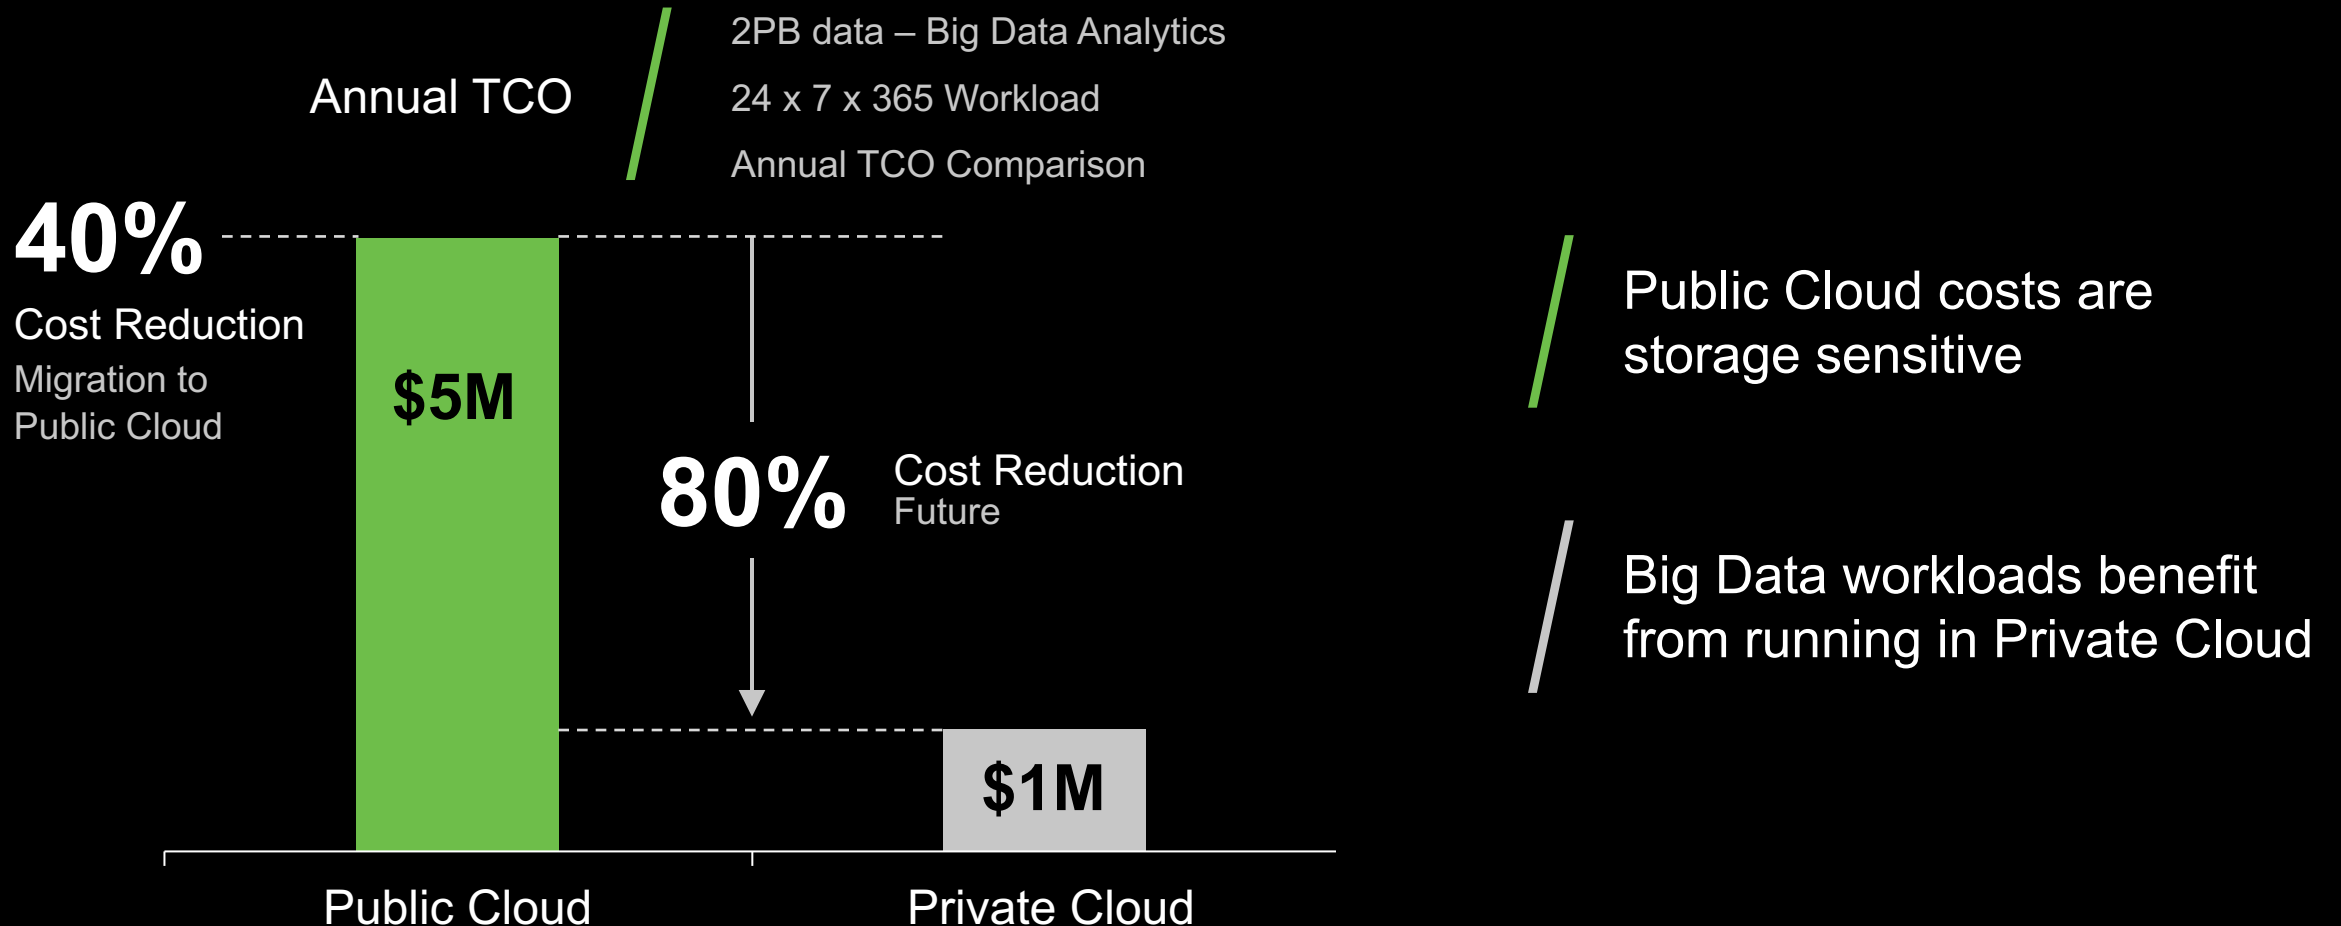 Annual TCO
2PB data – Big Data Analytics
24 x 7 x 365 Workload
Annual TCO Comparison
40%
Cost Reduction
Migration to
Public Cloud
$5M
80%
Cost Reduction
Future
$1M
Public Cloud
Private Cloud
Public Cloud costs are
storage sensitive
Big Data workloads benefit
from running in Private Cloud